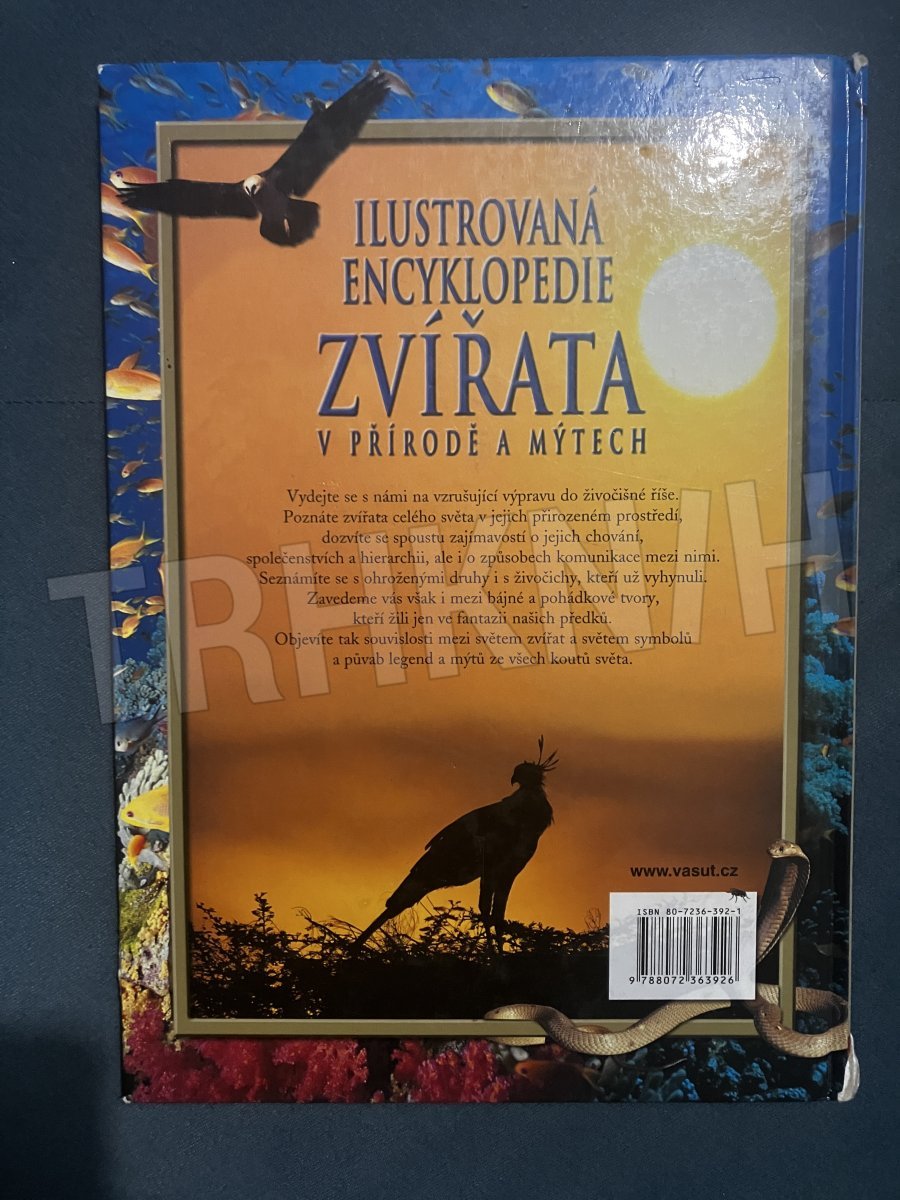 ILUSTROVANÁ
ENCYKLOPEDIE
ZVÍŘATA
V PŘÍRODĚ A MÝTECH
Vydejte se s námi na vzrušující výpravu do živočišné říše.
Poznáte zvířata celého světa v jejich přirozeném prostředí,
dozvíte se spoustu zajímavostí o jejich chování,
společenstvích a hierarchii, ale i o způsobech komunikace mezi nimi.
Seznámíte se s ohroženými druhy i s živočichy, kteří už vyhynuli.
Zavedeme vás však i mezi bájné a pohádkové tvory,
kteří žili jen ve fantazii našich předků.
Objevíte tak souvislosti mezi světem zvířat a světem symbolů
a půvab legend a mýtů ze všech koutů světa.
TRHKNIH
www.vasut.cz
ISBN 80-7236-392-1
9 788072 363926